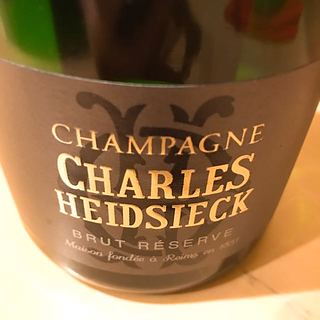 CHAMPAGNE
CHARLES
HEIDSIECK
BRUT RÉSERVE
Maison fondée à Reims en 1851